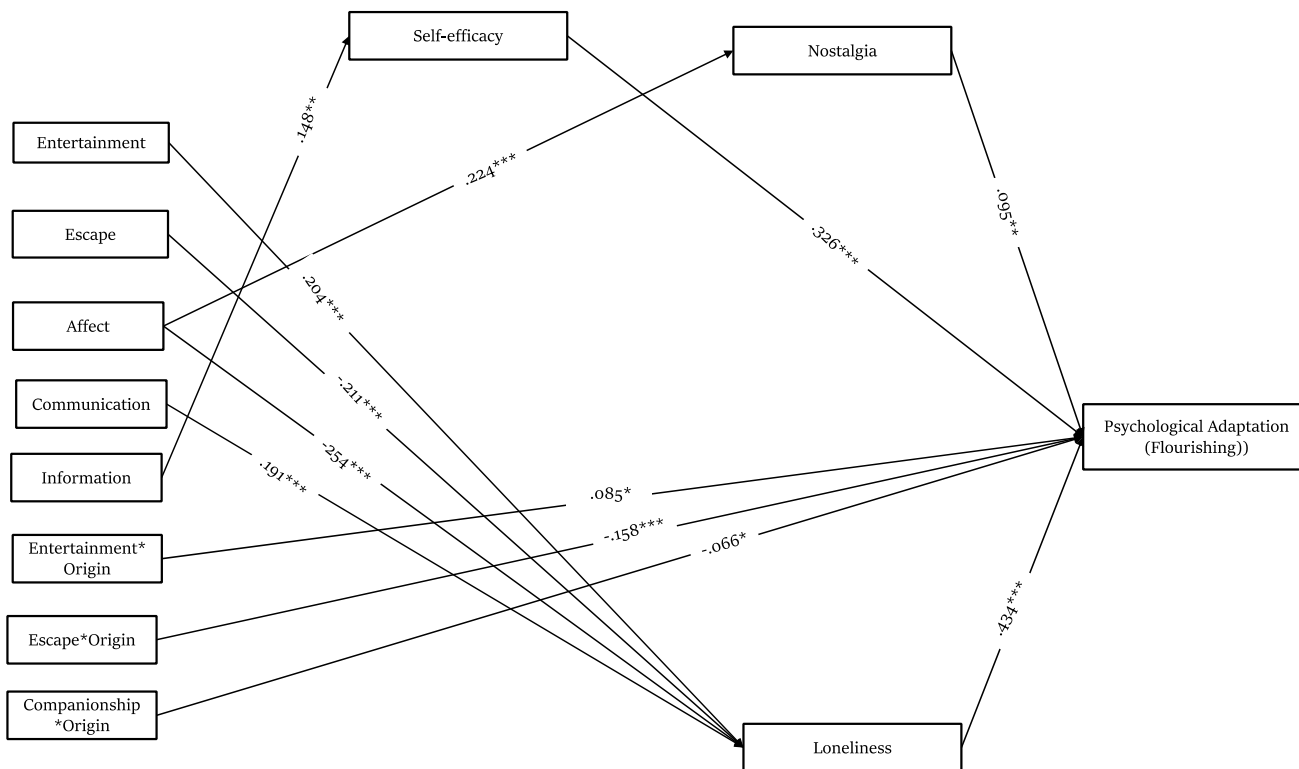 Self-efficacy
Nostalgia
.148**
Entertainment
.224***
.095**
Escape
.326***
.204***
Affect
-.211***
Communication
Psychological Adaptation
(Flourishing))
-254***
.191***
Information
.085*
-.158***
-.066*
Entertainment*
Origin
.434***
Escape*Origin
Companionship
*Origin
Loneliness